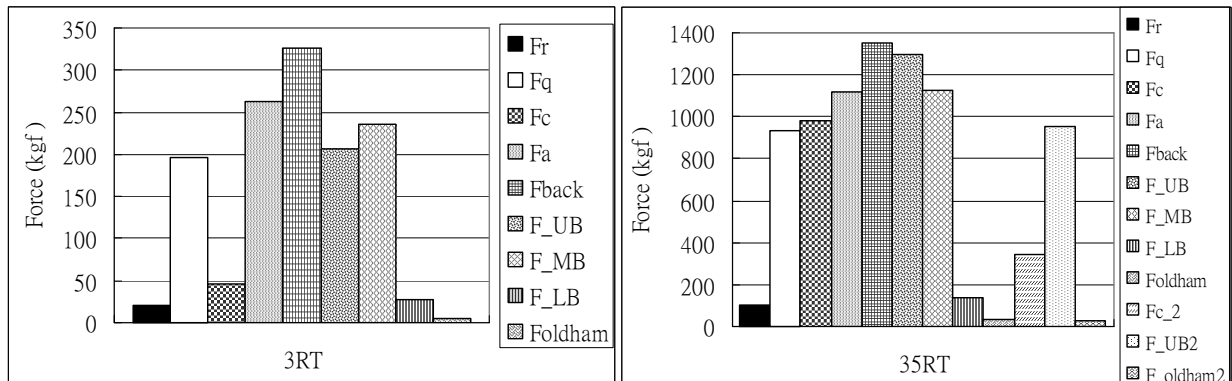 350
300
250
200
150
100
50
0
Force (kgf )
3RT
Fr
Fq
Fc
Fa
Fback
F_UB
F_MB
F_LB
Foldham
1400
1200
1000
800
600
400
200
0
Force (kgf )
35RT
Fr
Fq
Fc
Fa
Fback
F_UB
F_MB
F_LB
Foldham
Fc_2
F_UB2
F_oldham2